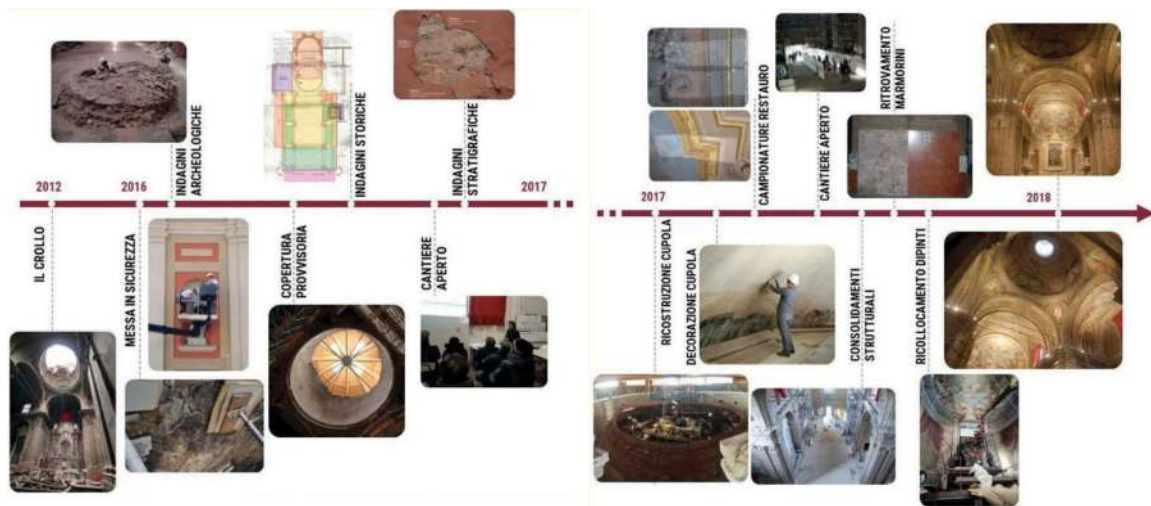 2012
2016
2017
IL CROLLO
MESSA IN SICUREZZA
INDAGINI
ARCHEOLOGICHE
COPERTURA
PROVVISORIA
INDAGINI STORICHE
CANTIERE
APERTO
INDAGINI
STRATIGRAFICHE
2017
2018
RICOSTRUZIONE CUPOLA
DECORAZIONE CUPOLA
CAMPIONATURE RESTAURO
CANTIERE APERTO
CONSOLIDAMENTI
STRUTTURALI
RITROVAMENTO
MARMORINI
RICOLLOCAMENTO DIPINTI